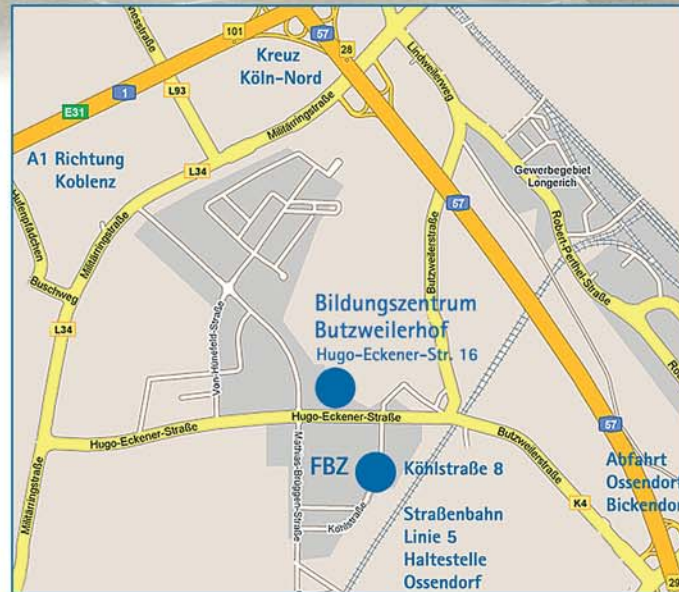 101
57
28
Kreuz
Köln-Nord
Lindweilerweg
L93
1
E31
Militärringstraße
A1 Richtung
Koblenz
L34
Gewerbegebiet
Longerich
57
Robert-Perthel-Straße
Militärringstraße
Buschweg
Butzweilerstraße
L34
Von-Hünefeld-Straße
Bildungszentrum
Butzweilerhof
Hugo-Eckener-Str. 16
Hugo-Eckener-Straße
Hugo-Eckener-Straße
Butzweilerstraße
57
Mathias-Brüggen-Straße
FBZ
Köhlstraße 8
Abfahrt
Ossendorf
Bickendor
Militärringstraße
Köhlstraße
K4
Straßenbahn
Linie 5
Haltestelle
Ossendorf
29